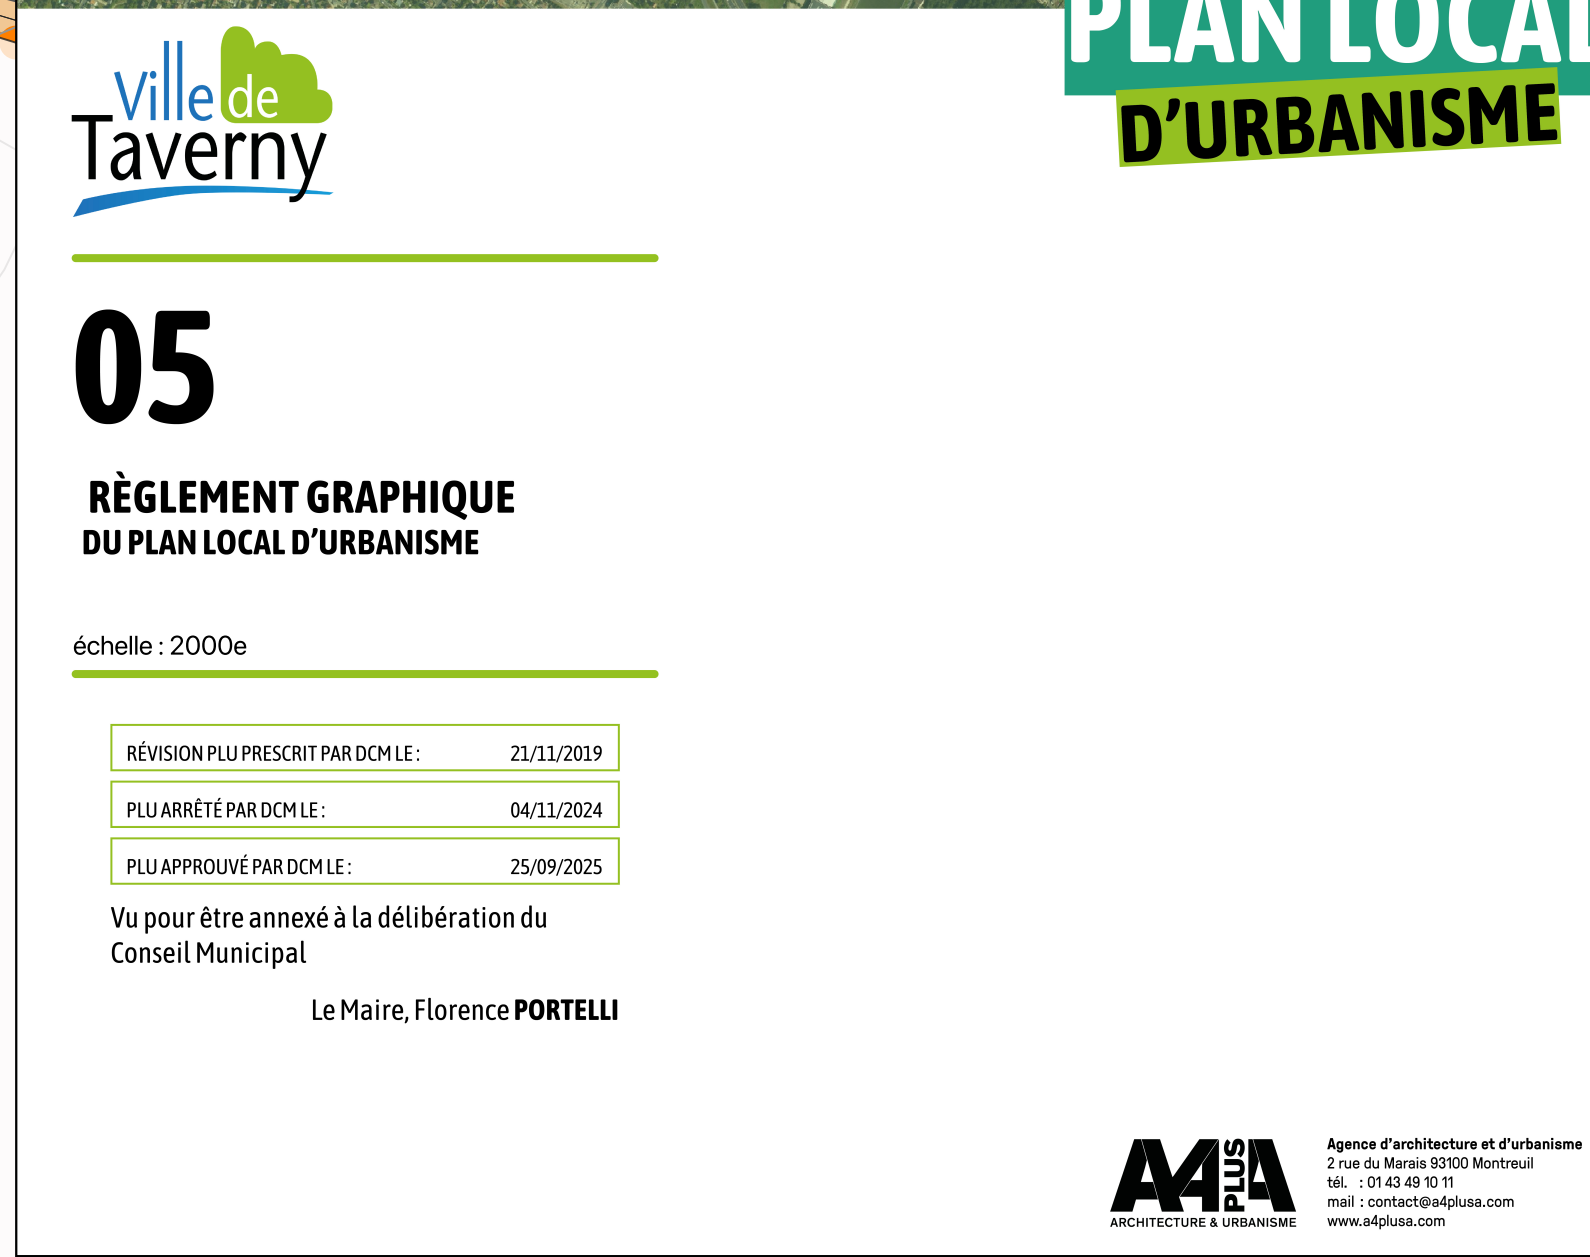 PLAN LOCAL
D’URBANISME
Ville de
Taverny
05
RÈGLEMENT GRAPHIQUE
DU PLAN LOCAL D’URBANISME
échelle : 2000e
RÉVISION PLU PRESCRIT PAR DCM LE : 21/11/2019
PLU ARRÊTÉ PAR DCM LE : 04/11/2024
PLU APPROUVÉ PAR DCM LE : 25/09/2025
Vu pour être annexé à la délibération du
Conseil Municipal
Le Maire, Florence PORTELLI
A4 PLUS A
ARCHITECTURE & URBANISME
Agence d’architecture et d’urbanisme
2 rue du Marais 93100 Montreuil
tél. : 01 43 49 10 11
mail : contact@a4plusa.com
www.a4plusa.com